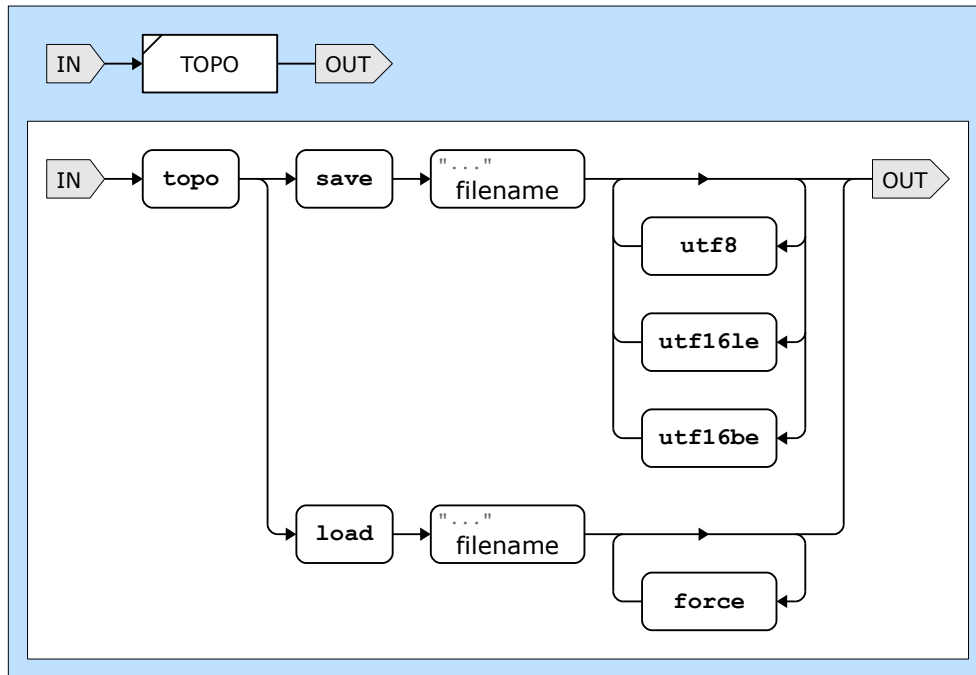 IN TOPO OUT
IN topo save "..." filename OUT
utf8
utf16le
utf16be
load "..." filename
force